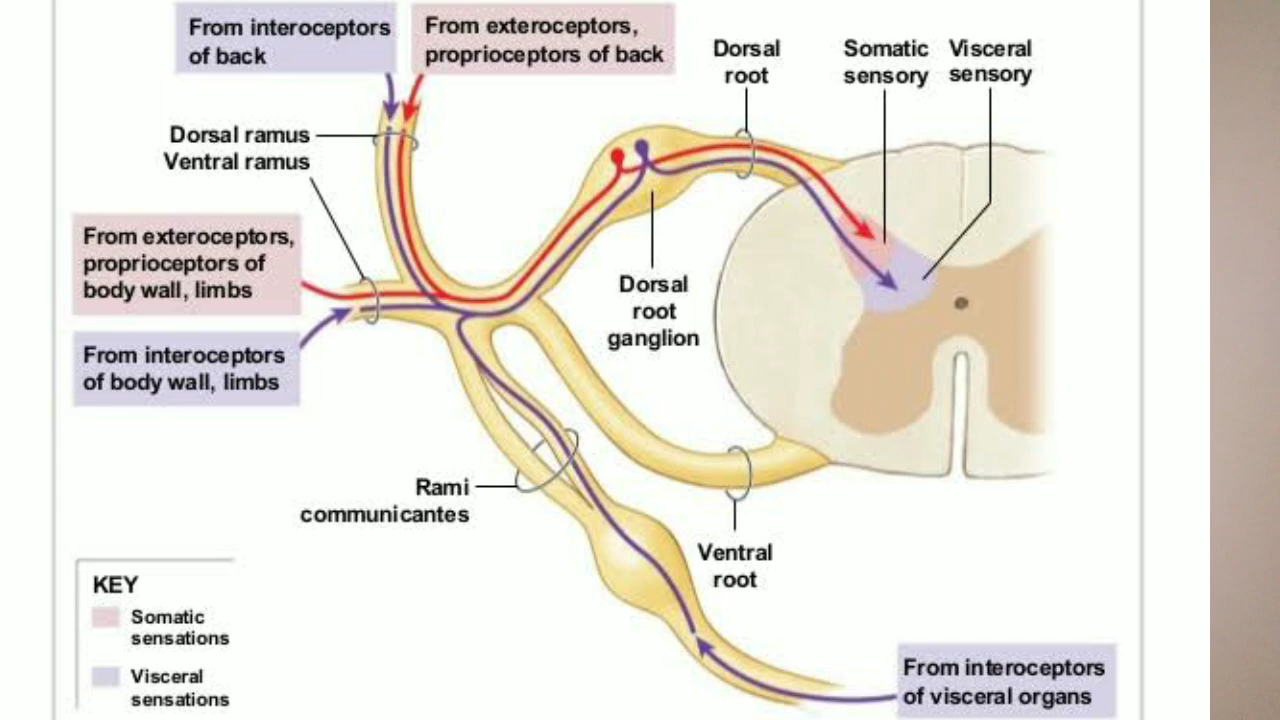 From interoceptors
of back
From exteroceptors,
proprioceptors of back
Dorsal
root
Somatic
sensory
Visceral
sensory
Dorsal ramus
Ventral ramus
From exteroceptors,
proprioceptors of
body wall, limbs
From interoceptors
of body wall, limbs
Dorsal
root
ganglion
Rami
communicantes
Ventral
root
KEY
Somatic
sensations
Visceral
sensations
From interoceptors
of visceral organs